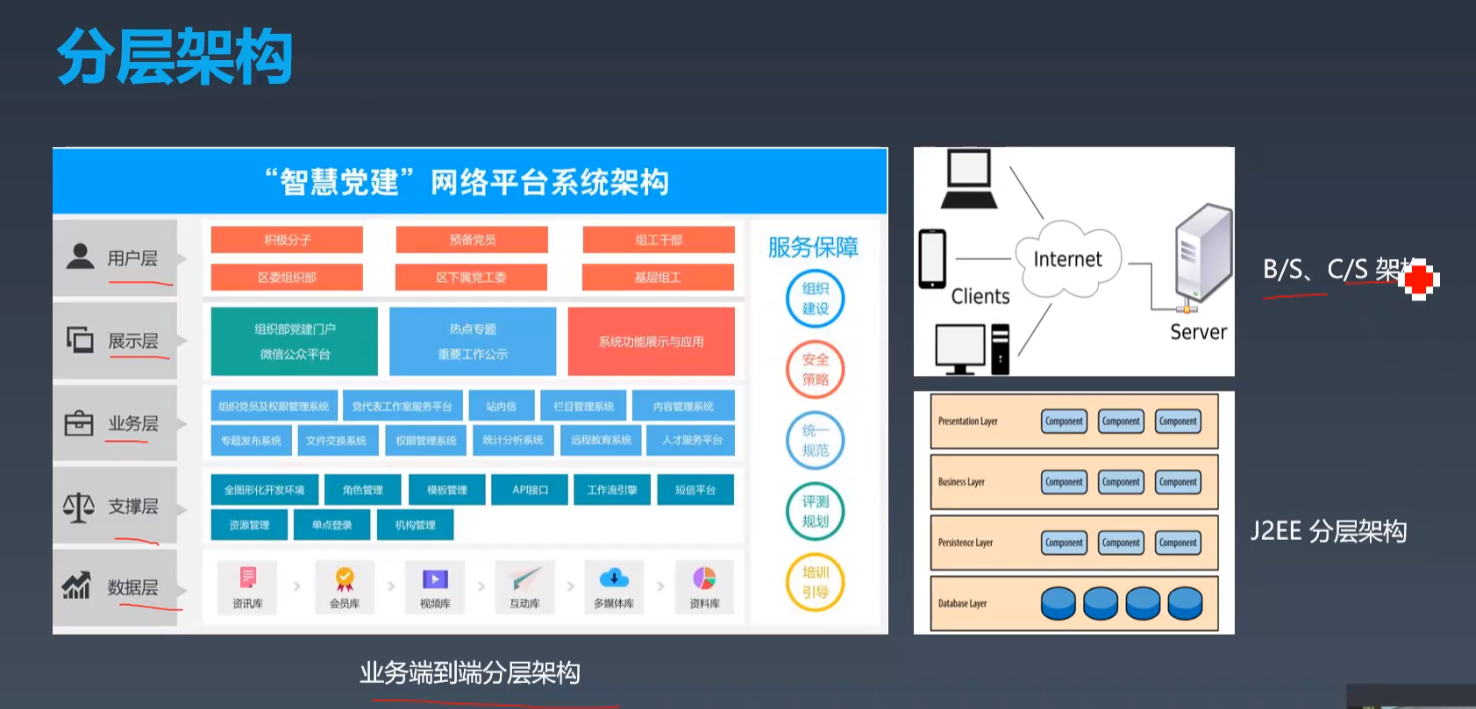 分层架构
“智慧党建”网络平台系统架构
用户层
积极分子
预备党员
组工干部
区委组织部
区下属党工委
基层组工
展示层
组织部党建门户
微信公众平台
热点专题
重要工作公示
系统功能展示与应用
业务层
组织党员及权限管理系统
党代表工作室服务平台
站内信
栏目管理系统
内容管理系统
专题发布系统
文件交换系统
权限管理系统
统计分析系统
远程教育系统
人才服务平台
支撑层
全图形化开发环境
角色管理
模板管理
API接口
工作流引擎
短信平台
资源管理
单点登录
机构管理
数据层
资讯库
会员库
视频库
互动库
多媒体库
资料库
服务保障
组织
建设
安全
策略
统一
规范
评测
规划
培训
引导
业务端到端分层架构
Internet
Clients
Server
B/S、C/S 架构
Presentation Layer
Component
Component
Component
Business Layer
Component
Component
Component
Persistence Layer
Component
Component
Component
Database Layer
J2EE 分层架构